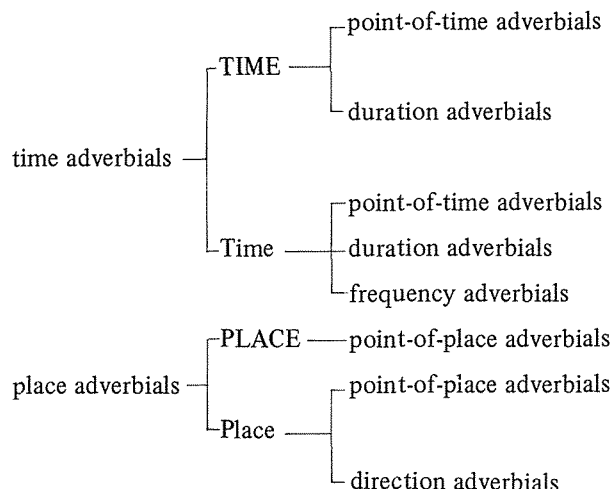 point-of-time adverbials
TIME
duration adverbials
time adverbials
point-of-time adverbials
Time
duration adverbials
frequency adverbials
PLACE
point-of-place adverbials
place adverbials
point-of-place adverbials
Place
direction adverbials